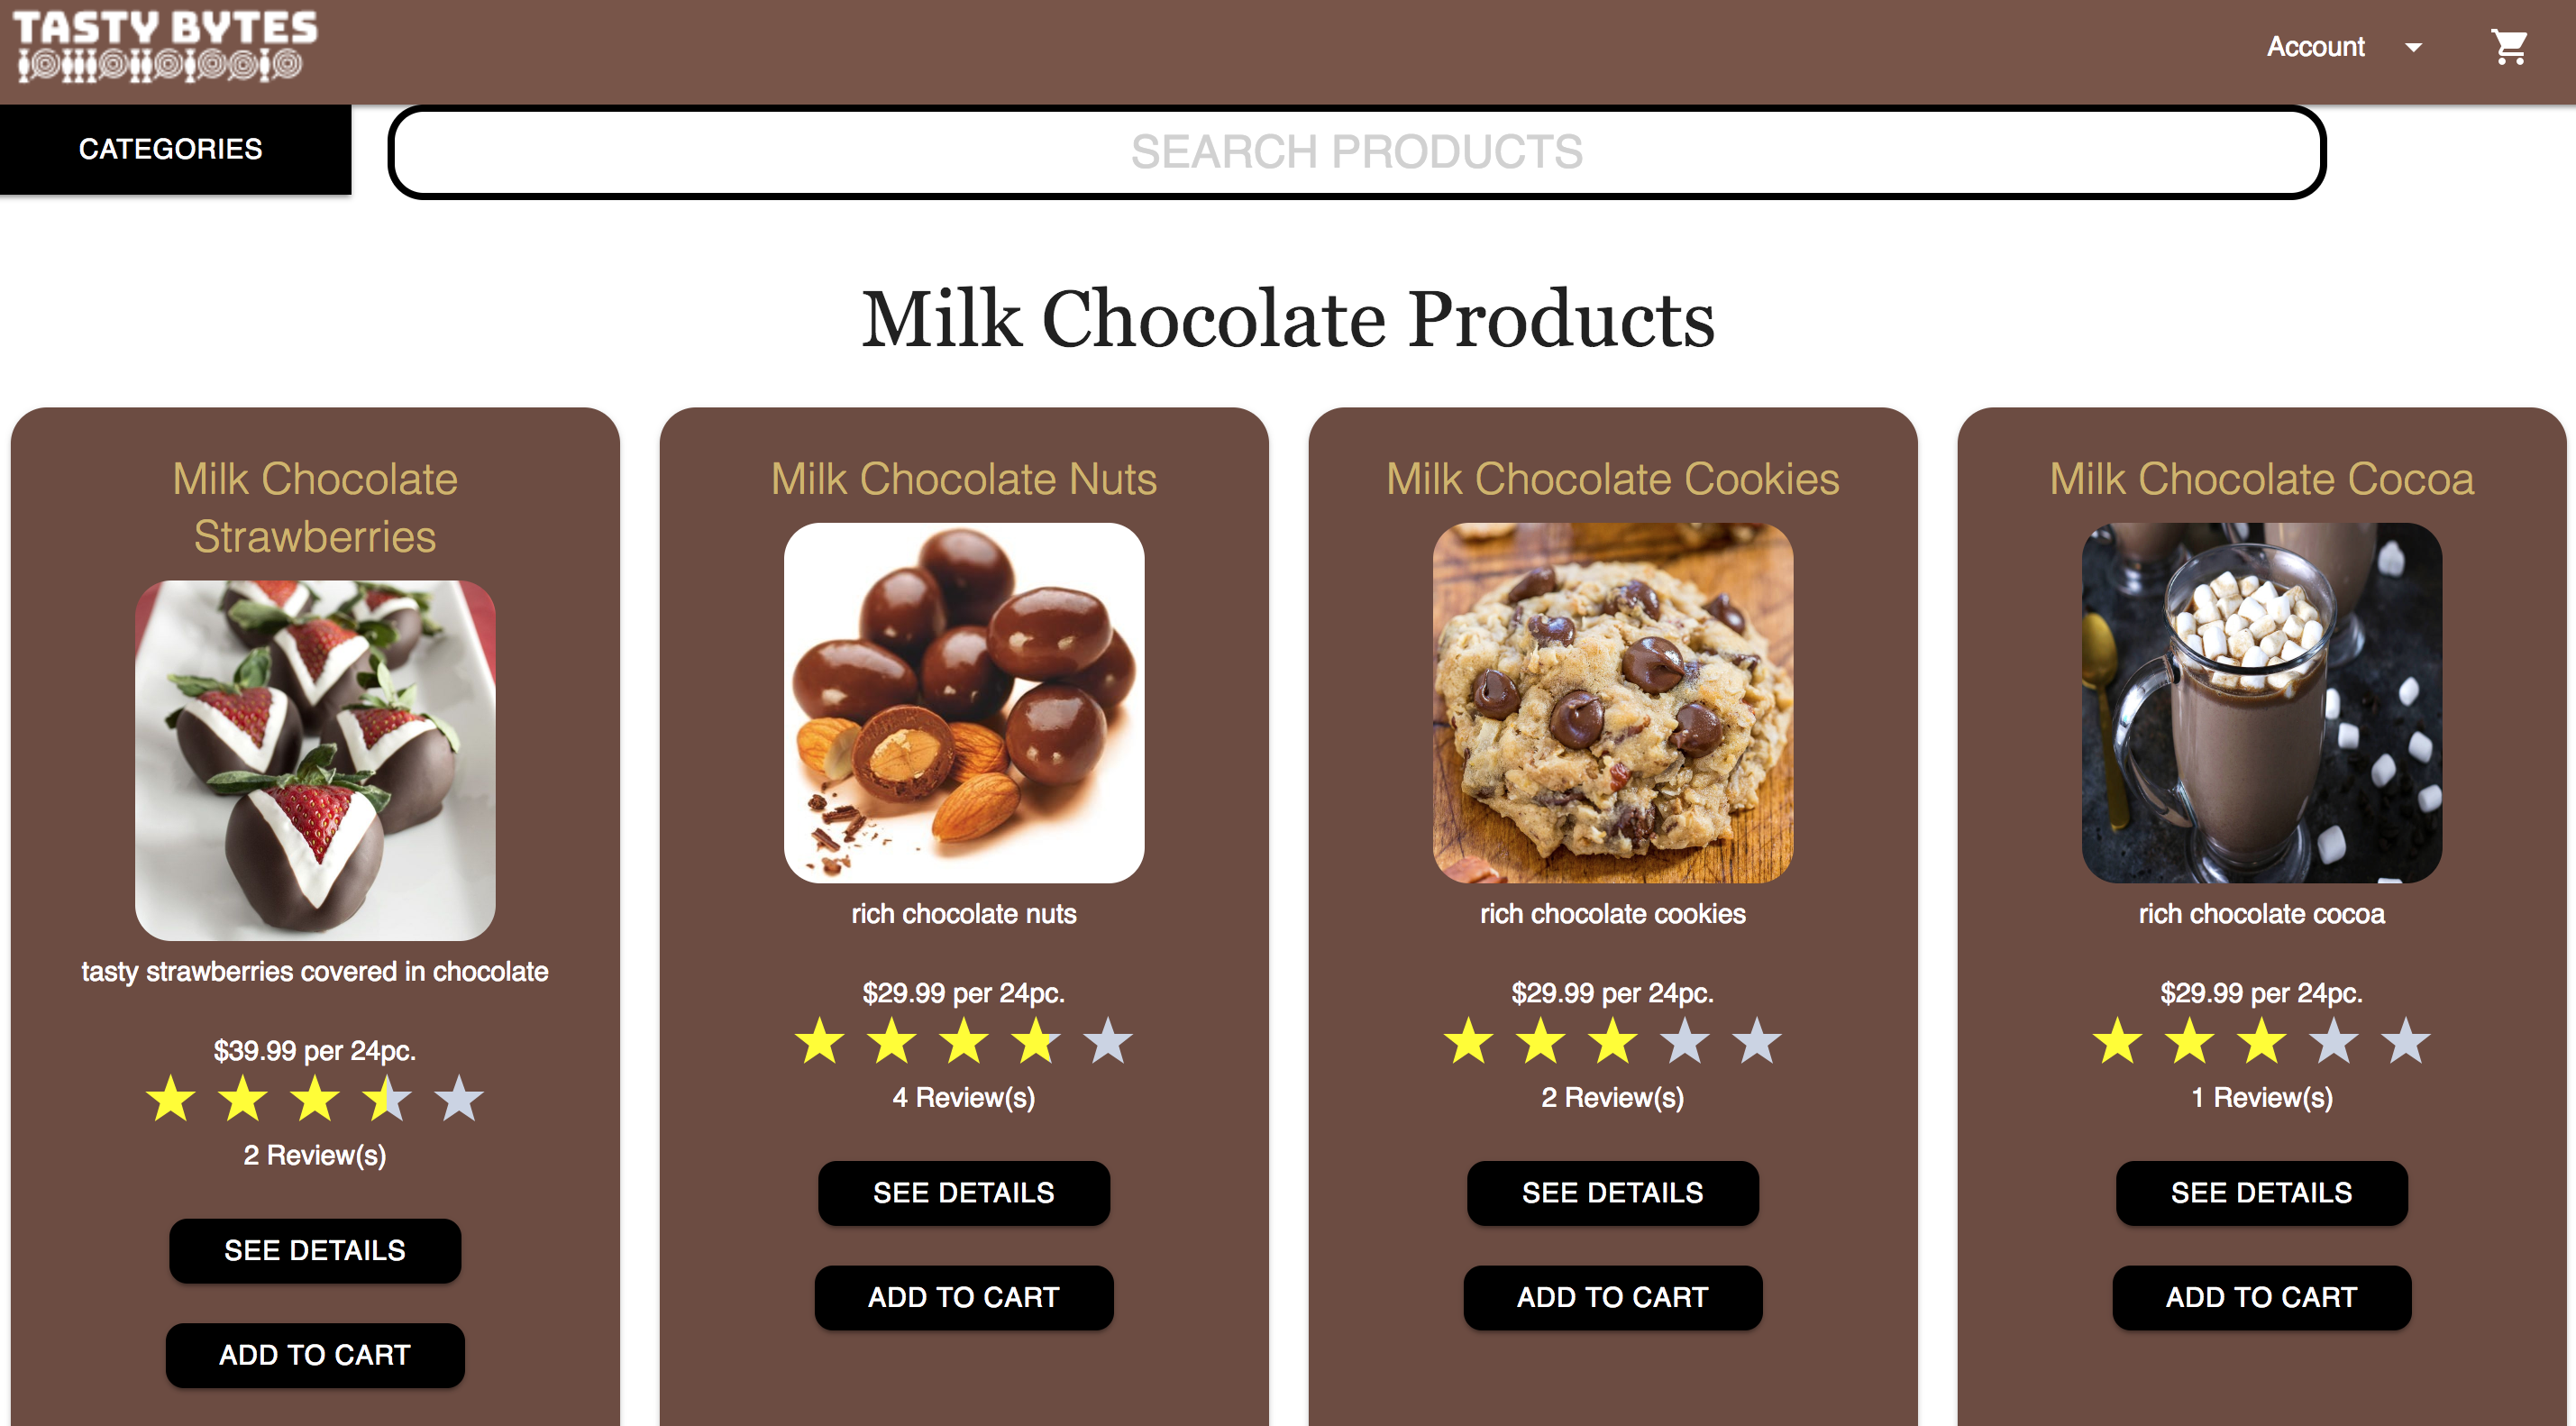 TASTY BYTES
Account
CATEGORIES
SEARCH PRODUCTS
Milk Chocolate Products
Milk Chocolate
Strawberries
tasty strawberries covered in chocolate
$39.99 per 24pc.
2 Review(s)
SEE DETAILS
ADD TO CART
Milk Chocolate Nuts
rich chocolate nuts
$29.99 per 24pc.
4 Review(s)
SEE DETAILS
ADD TO CART
Milk Chocolate Cookies
rich chocolate cookies
$29.99 per 24pc.
2 Review(s)
SEE DETAILS
ADD TO CART
Milk Chocolate Cocoa
rich chocolate cocoa
$29.99 per 24pc.
1 Review(s)
SEE DETAILS
ADD TO CART